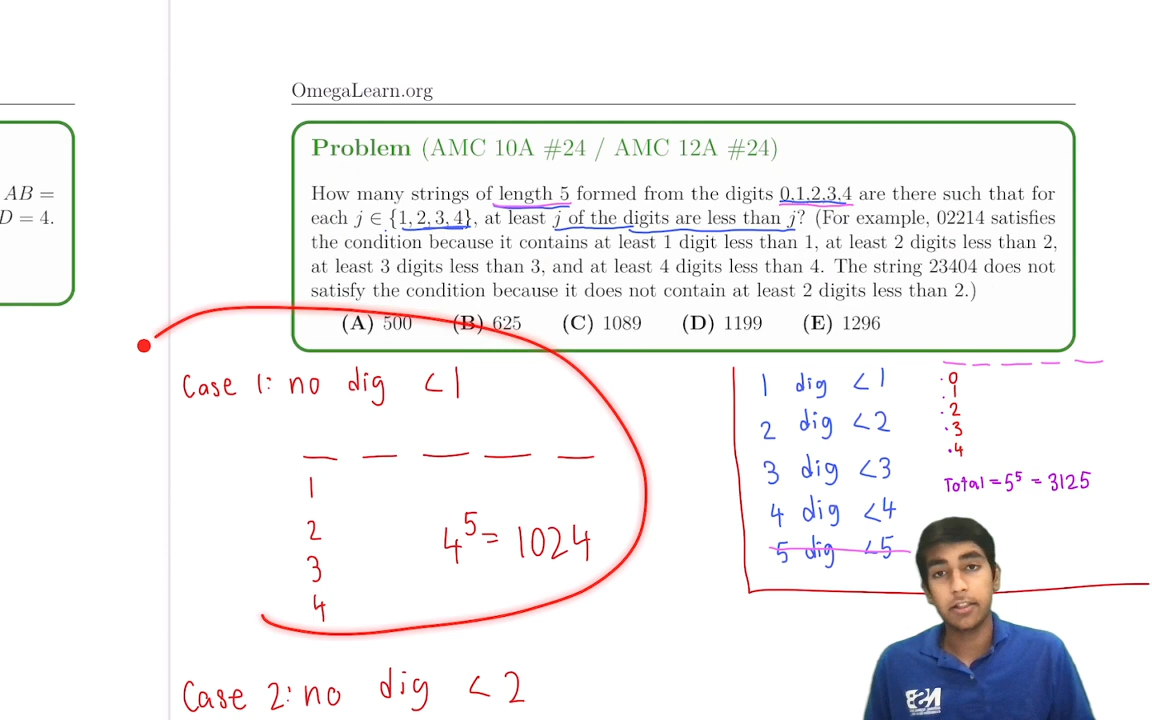 OmegaLearn.org
AB =
D = 4.
Problem (AMC 10A #24 / AMC 12A #24)
How many strings of length 5 formed from the digits 0,1,2,3,4 are there such that for
each j ∈ {1, 2, 3, 4}, at least j of the digits are less than j? (For example, 02214 satisfies
the condition because it contains at least 1 digit less than 1, at least 2 digits less than 2,
at least 3 digits less than 3, and at least 4 digits less than 4. The string 23404 does not
satisfy the condition because it does not contain at least 2 digits less than 2.)
(A) 500 (B) 625 (C) 1089 (D) 1199 (E) 1296
Case 1: no dig < 1
1
2
3
4
4^5 = 1024
Case 2: no dig < 2
1 dig < 1
2 dig < 2
3 dig < 3
4 dig < 4
5 dig < 5
0
1
2
3
4
Total = 5^5 = 3125